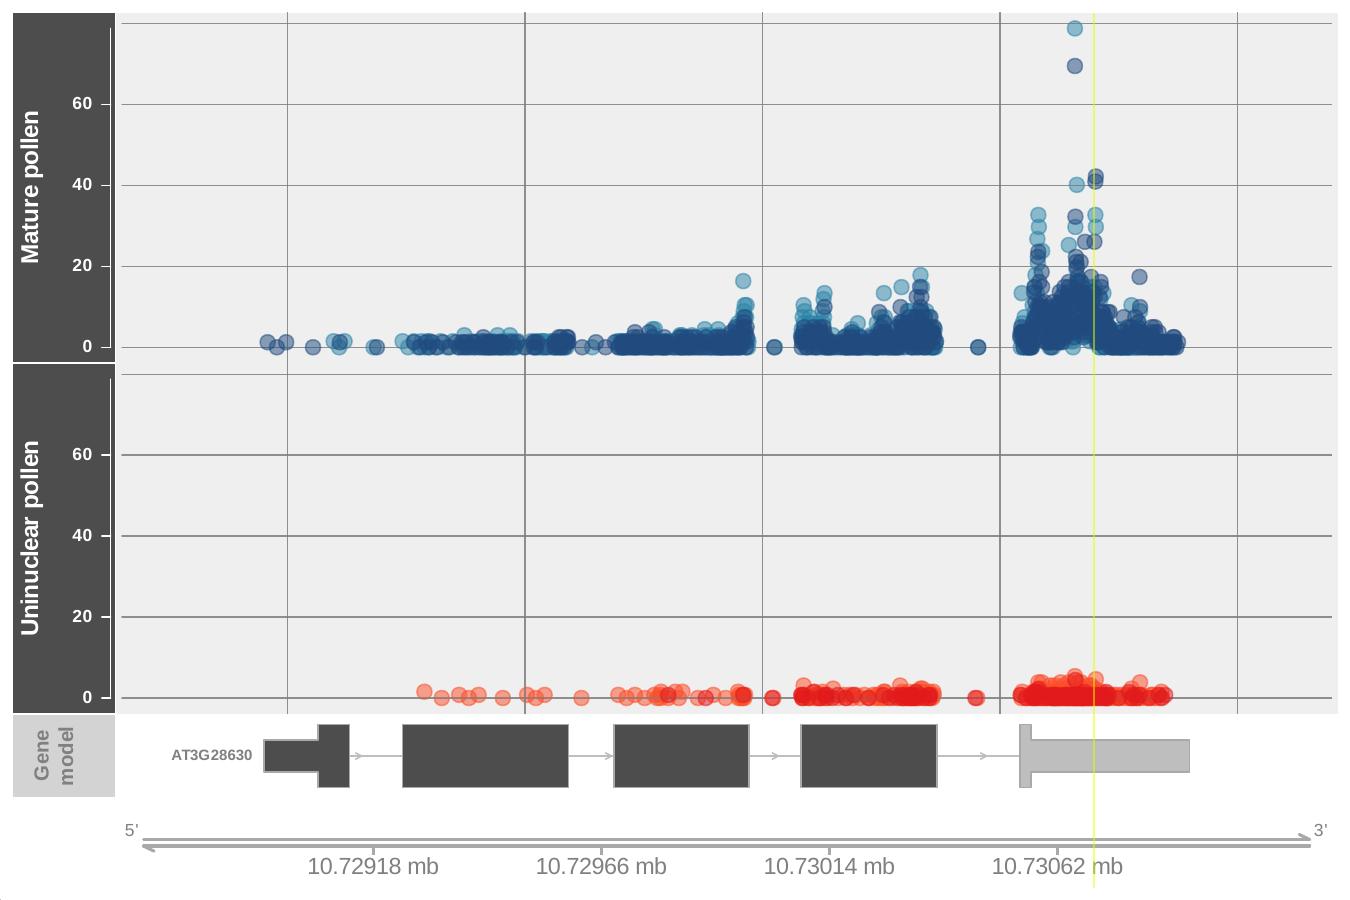 Mature pollen
60
40
20
0
Uninuclear pollen
60
40
20
0
Gene
model
AT3G28630
5'
3'
10.72918 mb
10.72966 mb
10.73014 mb
10.73062 mb